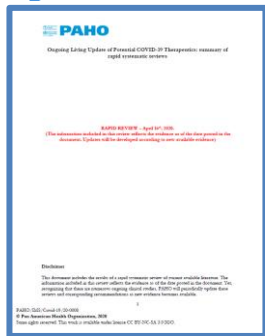 PAHO
Ongoing Living Update of Potential COVID-19 Therapeutics: summary of
rapid systematic reviews
RAPID REVIEW – April 16th, 2020
(The information included in this review reflects the evidence as of the date posted in the
document. Updates will be developed according to new available evidence)
Disclaimer
This document includes the results of a rapid systematic review of current available literature. The
information included in this review reflects the evidence as of the date posted in the document. Yet,
recognizing that there are numerous ongoing clinical studies, PAHO will periodically update these
reviews and corresponding recommendations as new evidence becomes available.
1
© Pan American Health Organization, 2020
Some rights reserved. This work is available under license CC BY-NC-SA 3.0 IGO.